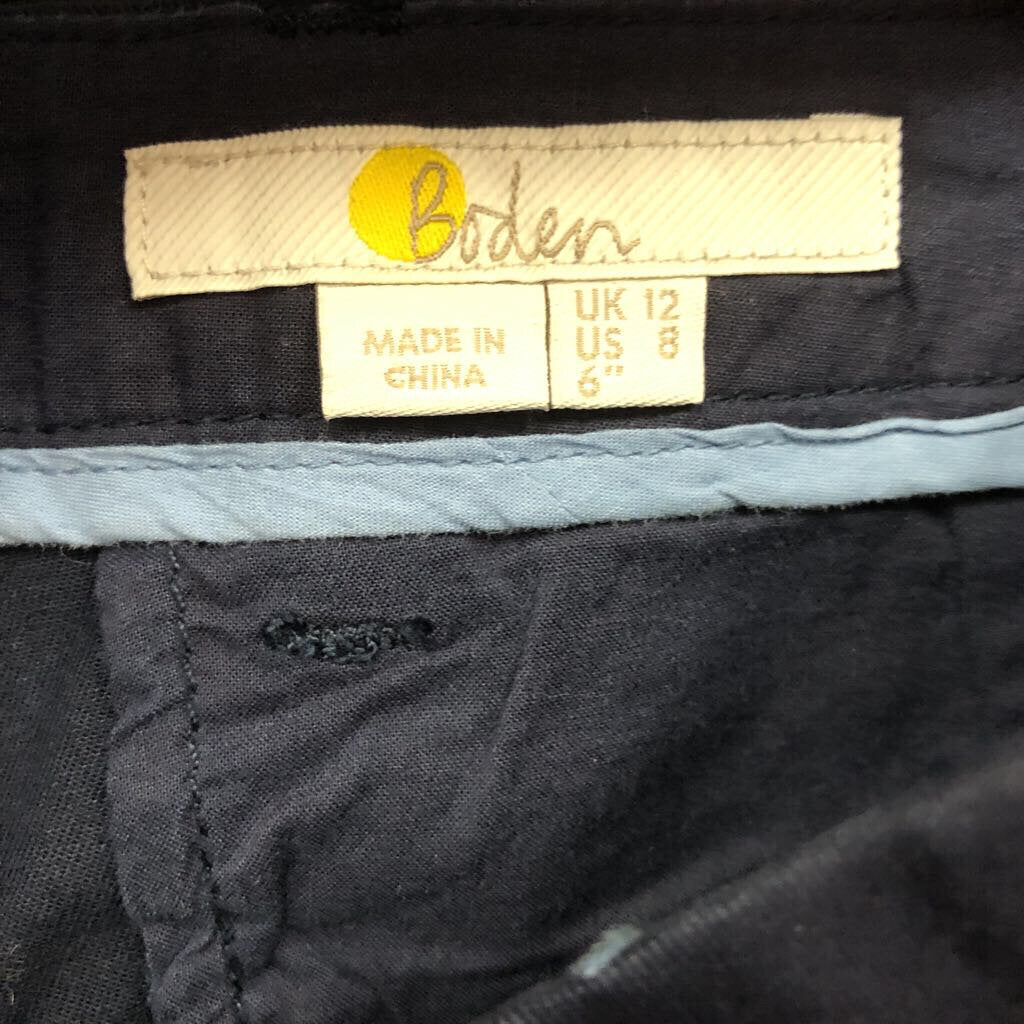 Boden
MADE IN
CHINA
UK 12
US 8
6"